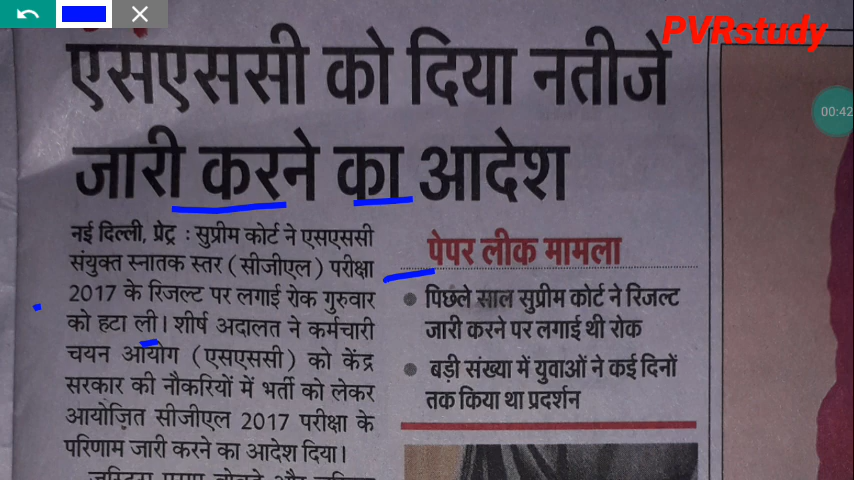 PVRstudy
00:42
एसएससी को दिया नतीजे
जारी करने का आदेश
नई दिल्ली, प्रेट्र : सुप्रीम कोर्ट ने एसएससी
संयुक्त स्नातक स्तर (सीजीएल) परीक्षा
2017 के रिजल्ट पर लगाई रोक गुरुवार
को हटा ली। शीर्ष अदालत ने कर्मचारी
चयन आयोग (एसएससी) को केंद्र
सरकार की नौकरियों में भर्ती को लेकर
आयोजित सीजीएल 2017 परीक्षा के
परिणाम जारी करने का आदेश दिया।
पेपर लीक मामला
पिछले साल सुप्रीम कोर्ट ने रिजल्ट
जारी करने पर लगाई थी रोक
बड़ी संख्या में युवाओं ने कई दिनों
तक किया था प्रदर्शन